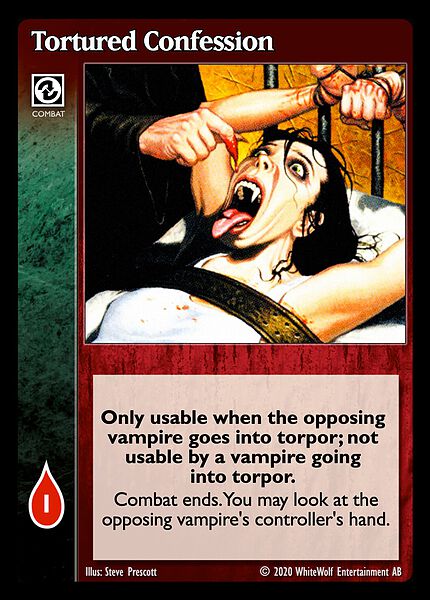 Tortured Confession
COMBAT
Only usable when the opposing
vampire goes into torpor; not
usable by a vampire going
into torpor.
Combat ends. You may look at the
opposing vampire's controller's hand.
1
Illus: Steve Prescott
© 2020 WhiteWolf Entertainment AB